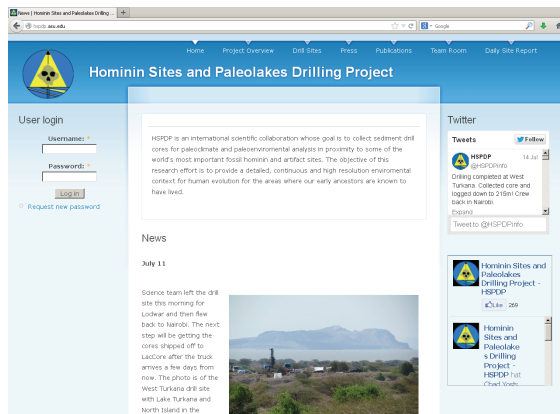 News | Hominin Sites and Paleolakes Drilling ...
hspdp.asu.edu
Google
Home
Project Overview
Drill Sites
Press
Publications
Team Room
Daily Site Report
Hominin Sites and Paleolakes Drilling Project
User login
Username: *
Password: *
Log in
Request new password
HSPDP is an international scientific collaboration whose goal is to collect sediment drill
cores for paleoclimate and paleoenviromental analysis in proximity to some of the
world's most important fossil hominin and artifact sites. The objective of this
research effort is to provide a detailed, continuous and high resolution enviromental
context for human evolution for the areas where our early ancestors are known to
have lived.
News
July 11
Science team left the drill
site this morning for
Lodwar and then flew
back to Nairobi. The next
step will be getting the
cores shipped off to
LacCore after the truck
arrives a few days from
now. The photo is of the
West Turkana drill site
with Lake Turkana and
North Island in the
Twitter
Tweets
Follow
HSPDP
14 Jul
@HSPDPinfo
Drilling completed at West
Turkana. Collected core and
logged down to 215m! Crew
back in Nairobi.
Expand
Tweet to @HSPDPinfo
Hominin Sites and
Paleolakes
Drilling Project -
HSPDP
Like
269
Hominin
Sites and
Paleolake
s Drilling
Project -
HSPDP hat
Chad Yosts